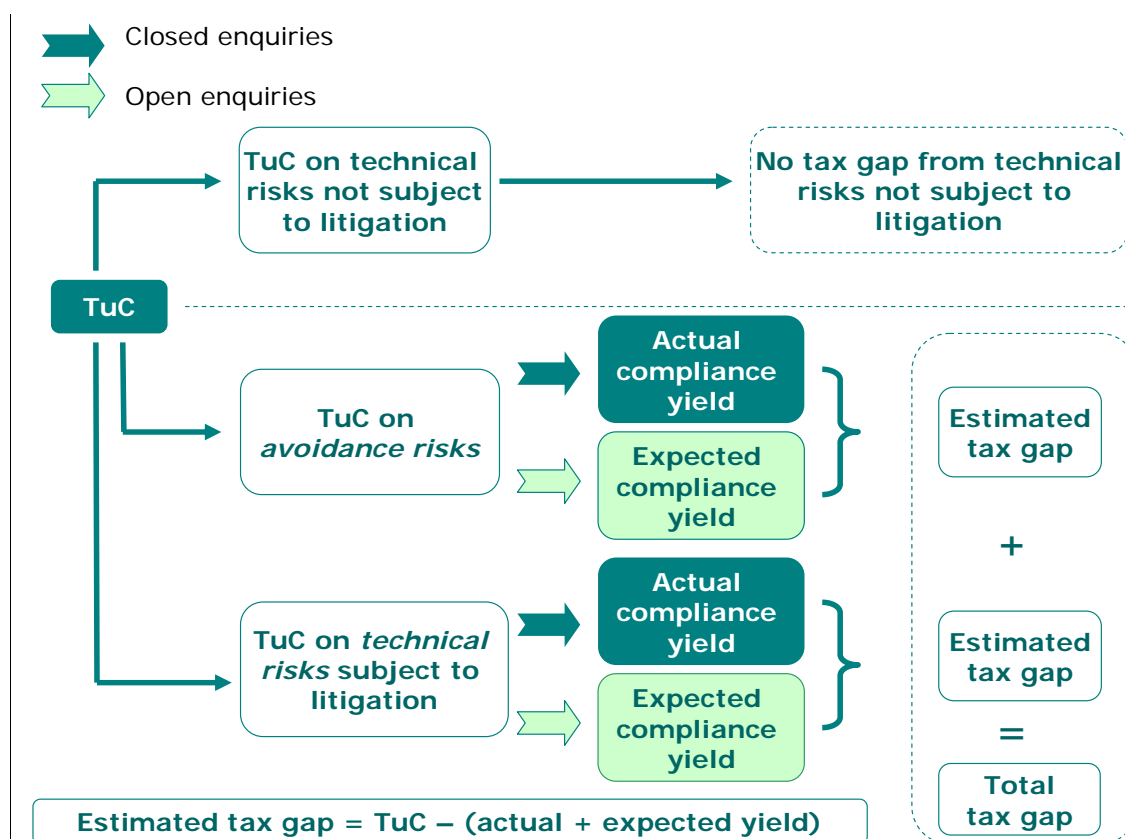 Closed enquiries
Open enquiries
TuC on technical
risks not subject
to litigation
No tax gap from technical
risks not subject to
litigation
TuC
TuC on
avoidance risks
Actual
compliance
yield
Expected
compliance
yield
Estimated
tax gap
+
TuC on technical
risks subject to
litigation
Actual
compliance
yield
Expected
compliance
yield
Estimated
tax gap
=
Total
tax gap
Estimated tax gap = TuC – (actual + expected yield)